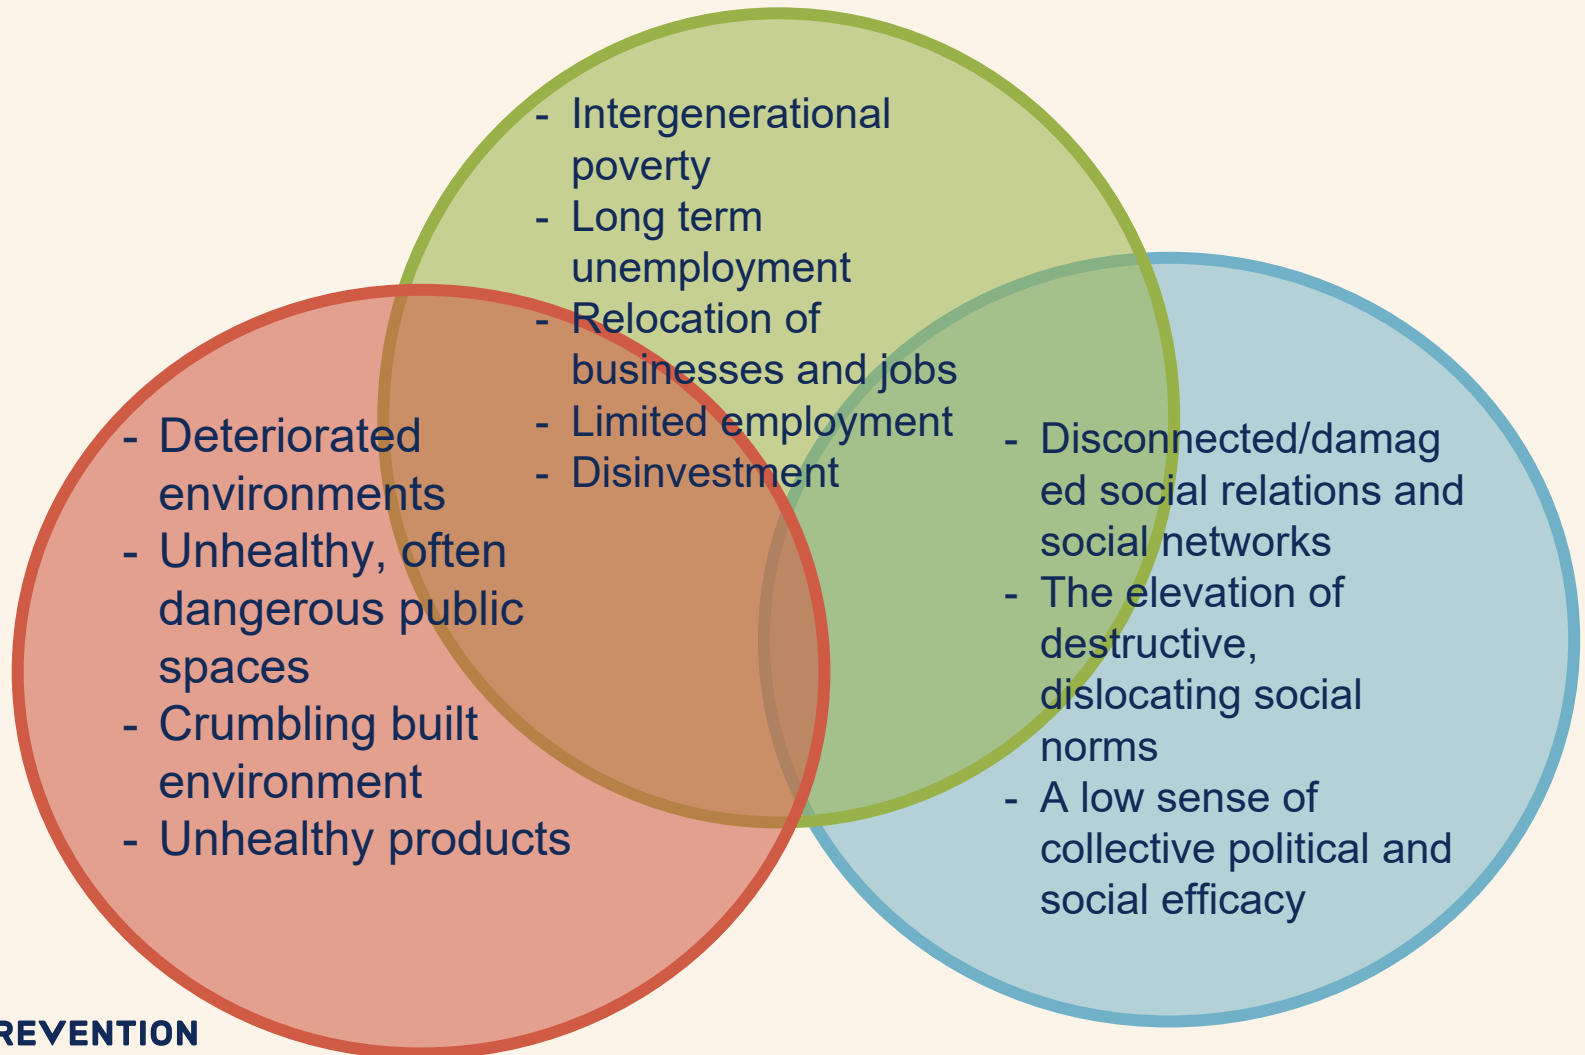 - Intergenerational
poverty
- Long term
unemployment
- Relocation of
businesses and jobs
- Limited employment
- Disinvestment
- Deteriorated
environments
- Unhealthy, often
dangerous public
spaces
- Crumbling built
environment
- Unhealthy products
- Disconnected/damag
ed social relations and
social networks
- The elevation of
destructive,
dislocating social
norms
- A low sense of
collective political and
social efficacy
REVENTION